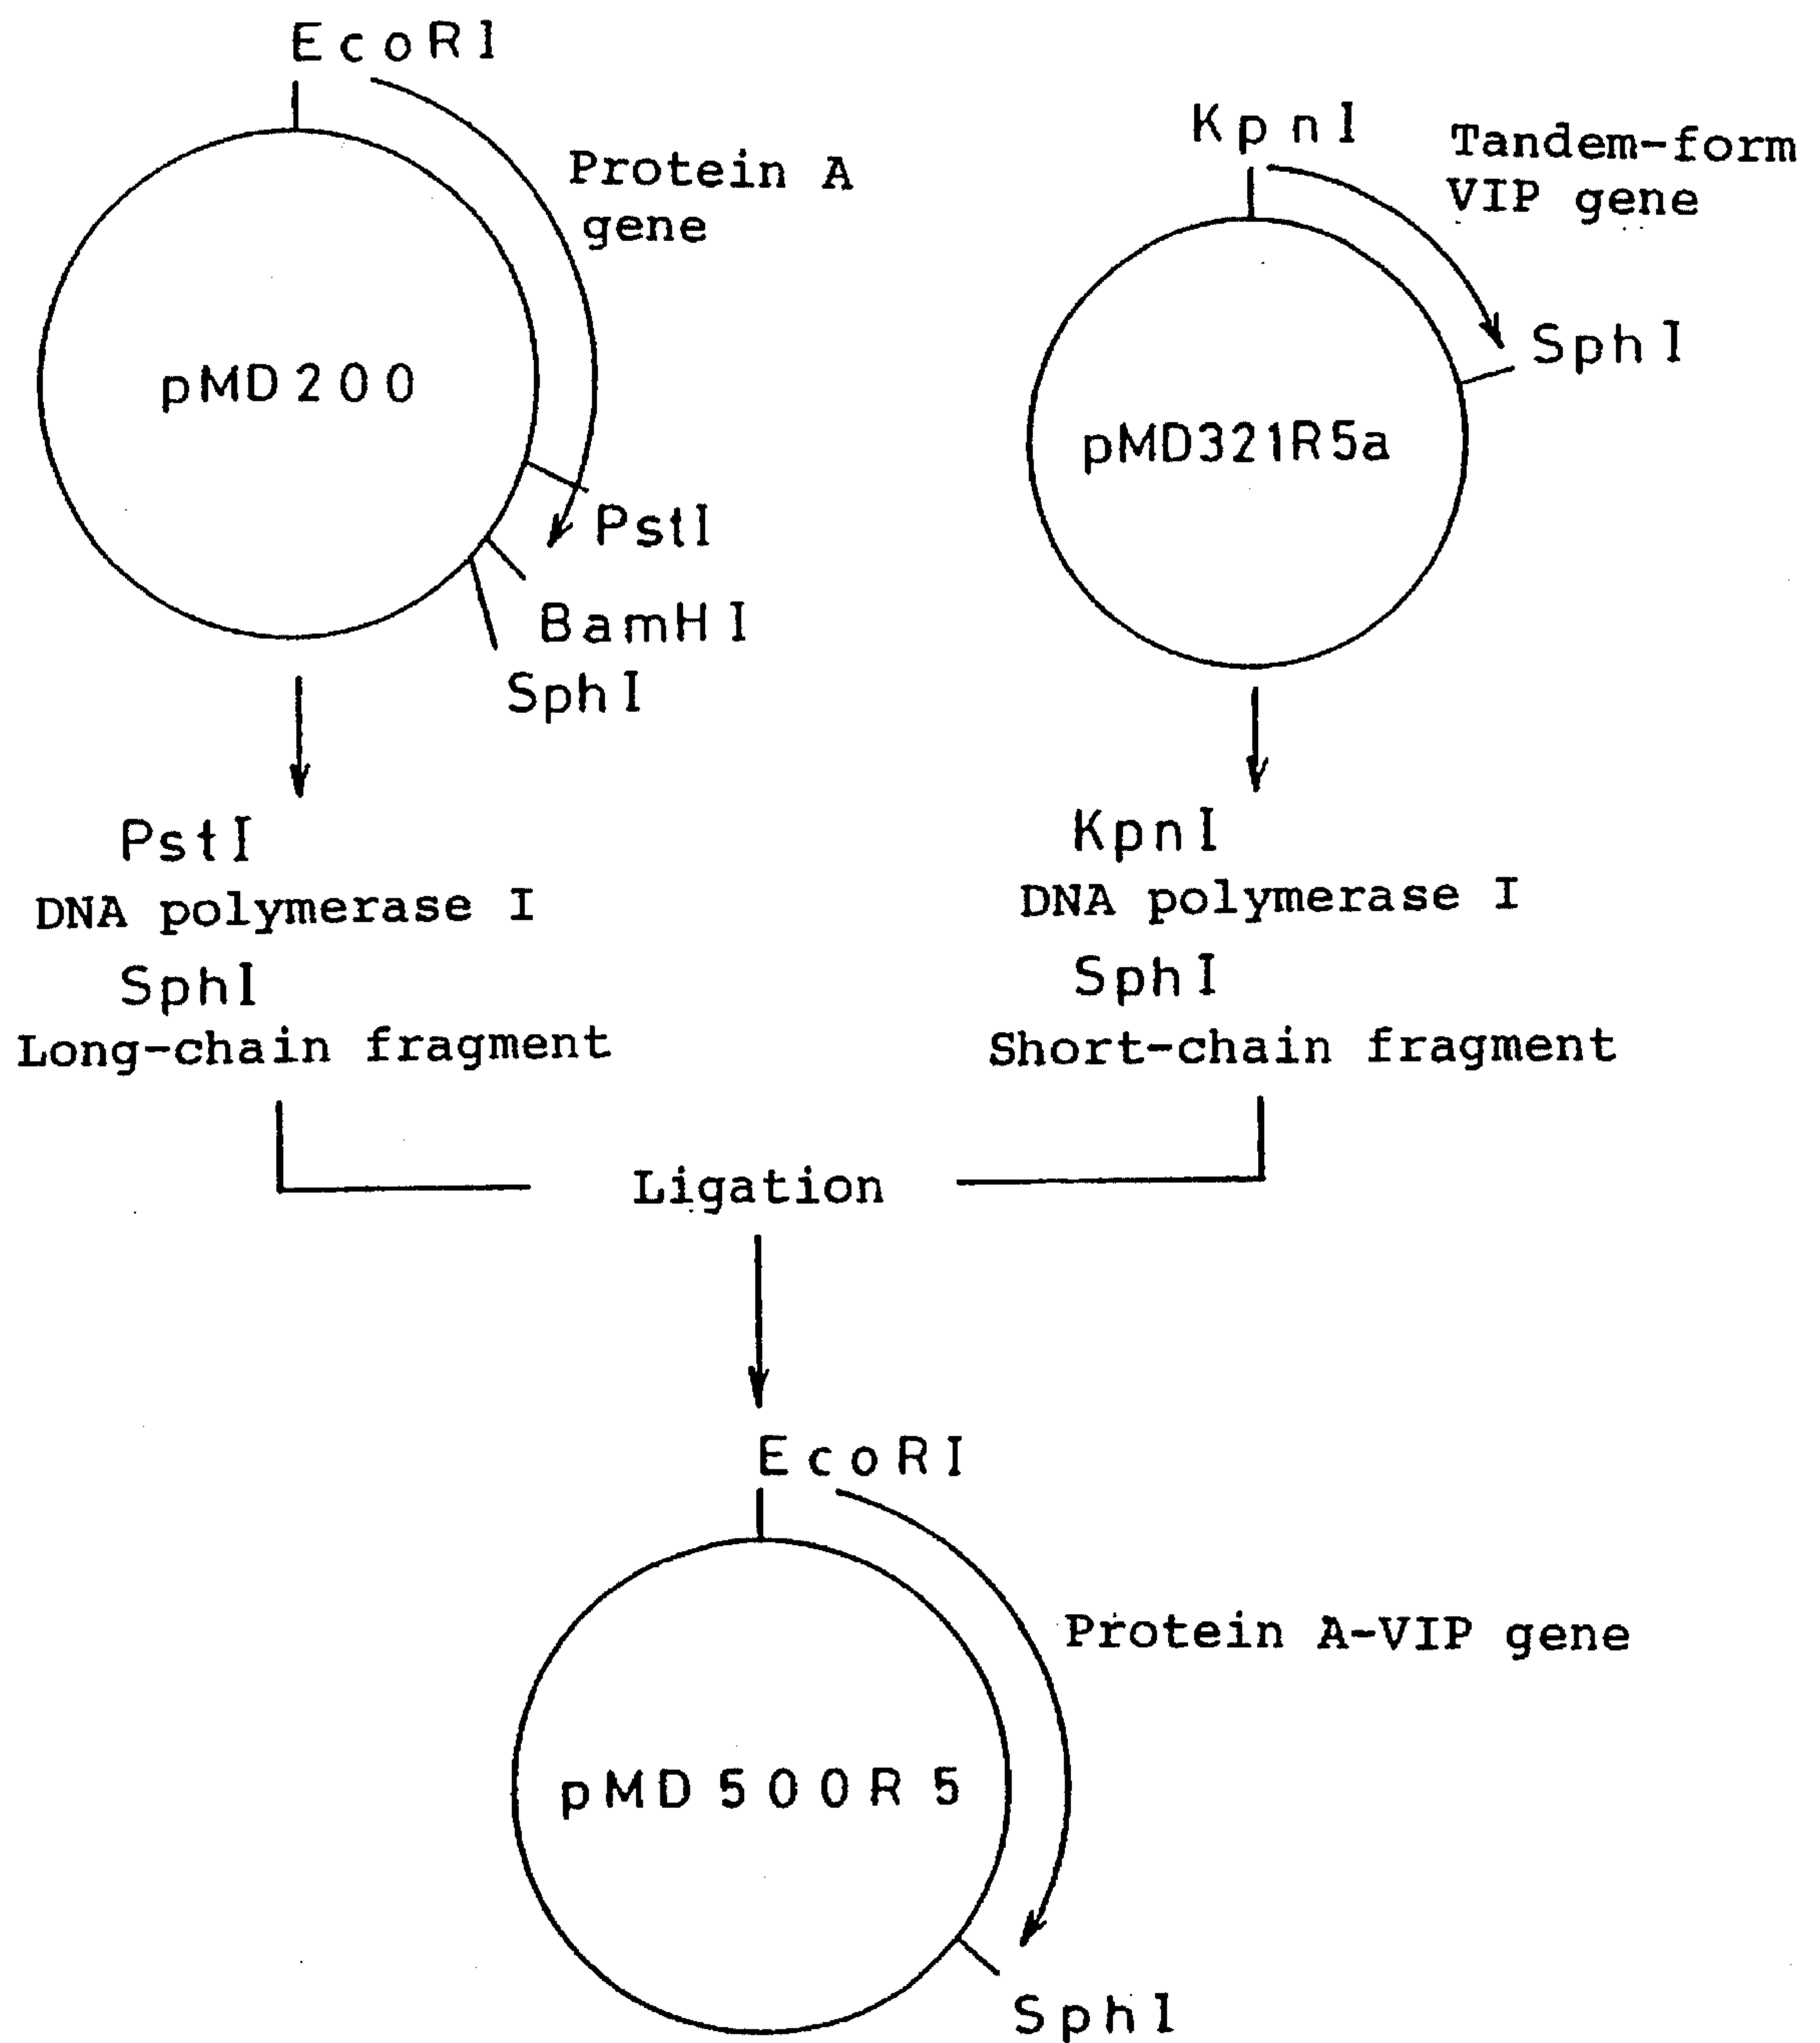 EcoRI
Protein A
gene
pMD200
PstI
BamHI
SphI
KpnI
Tandem-form
VIP gene
SphI
pMD321R5a
PstI
DNA polymerase I
SphI
Long-chain fragment
KpnI
DNA polymerase I
SphI
Short-chain fragment
Ligation
EcoRI
Protein A-VIP gene
pMD500R5
SphI